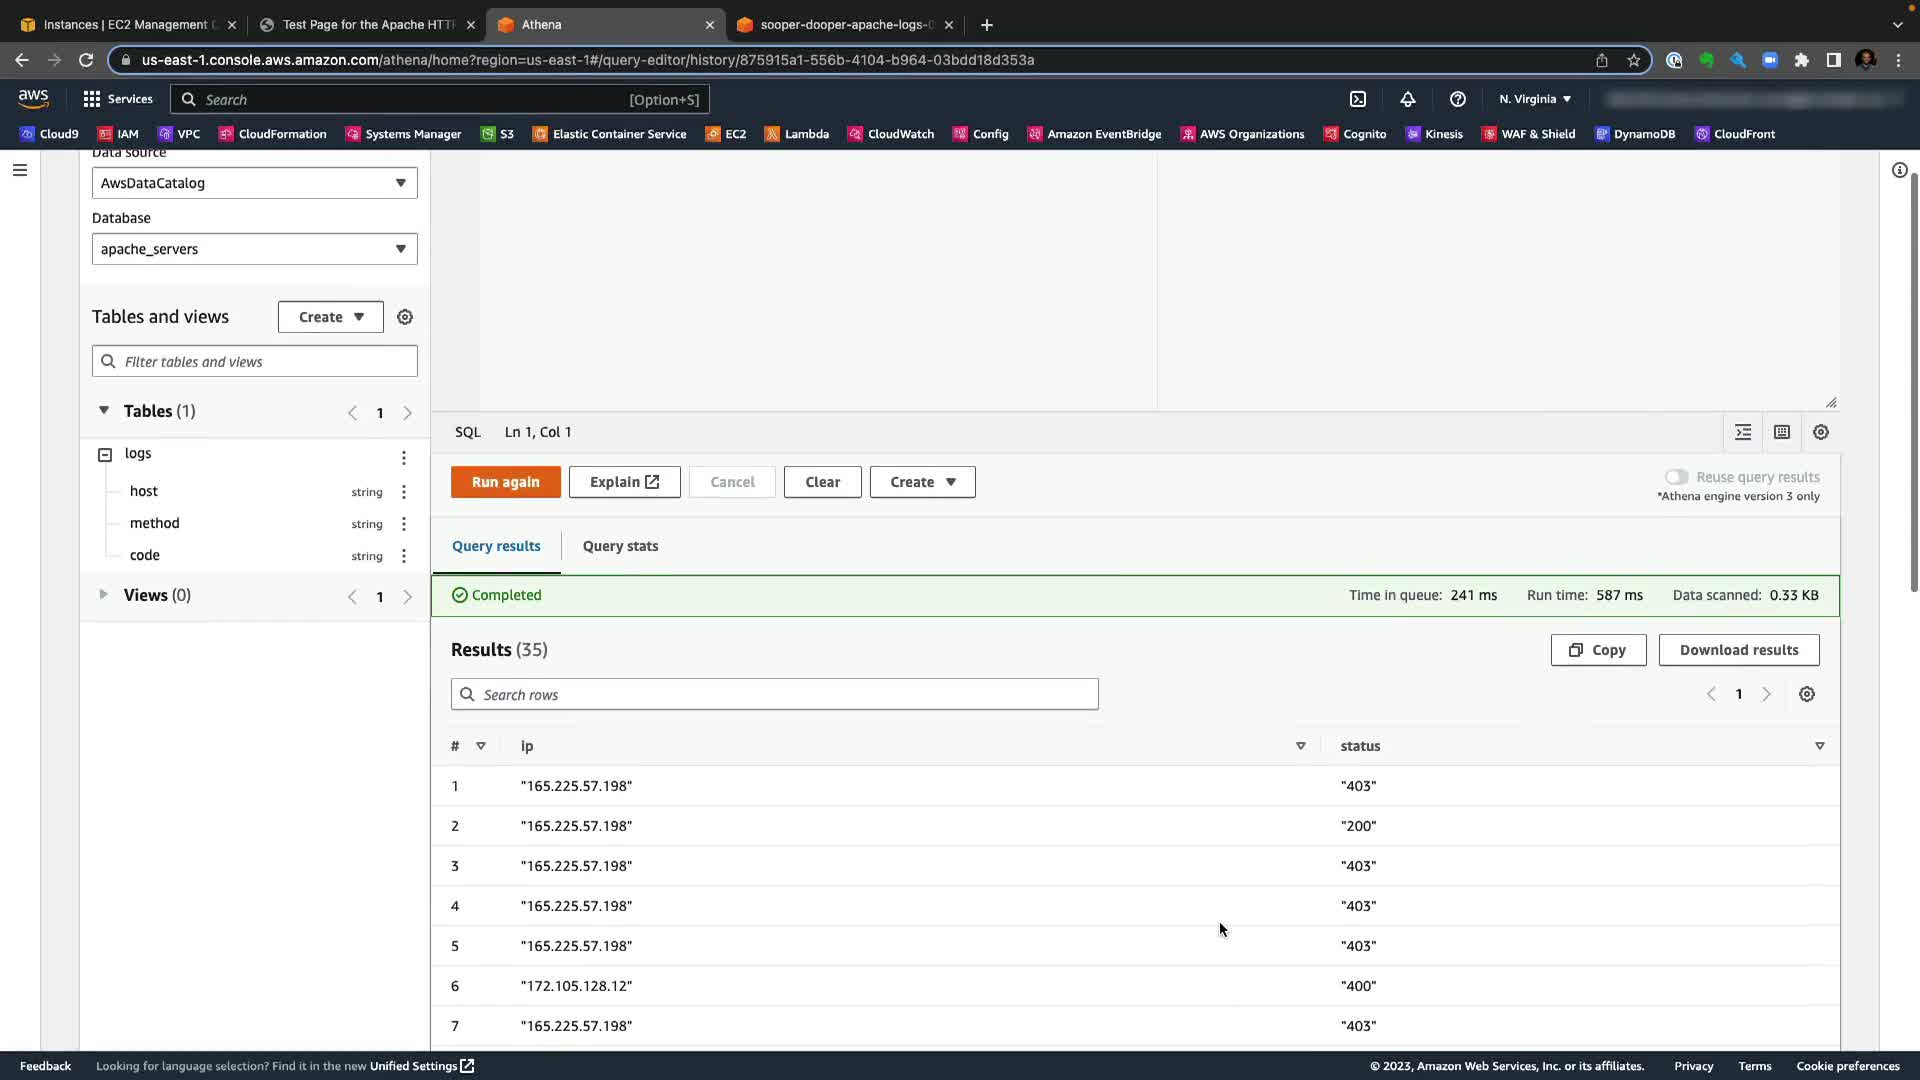 Instances | EC2 Management C
Test Page for the Apache HTTP
Athena
sooper-dooper-apache-logs-0
us-east-1.console.aws.amazon.com/athena/home?region=us-east-1#/query-editor/history/875915a1-556b-4104-b964-03bdd18d353a
aws
Services
Search
[Option+S]
N. Virginia
Cloud9
IAM
VPC
CloudFormation
Systems Manager
S3
Elastic Container Service
EC2
Lambda
CloudWatch
Config
Amazon EventBridge
AWS Organizations
Cognito
Kinesis
WAF & Shield
DynamoDB
CloudFront
Data source
AwsDataCatalog
Database
apache_servers
Tables and views
Create
Filter tables and views
Tables (1)
1
logs
host string
method string
code string
Views (0)
1
SQL Ln 1, Col 1
Run again
Explain
Cancel
Clear
Create
Reuse query results
*Athena engine version 3 only
Query results
Query stats
Completed
Time in queue: 241 ms
Run time: 587 ms
Data scanned: 0.33 KB
Results (35)
Copy
Download results
Search rows
1
# ip status
1 "165.225.57.198" "403"
2 "165.225.57.198" "200"
3 "165.225.57.198" "403"
4 "165.225.57.198" "403"
5 "165.225.57.198" "403"
6 "172.105.128.12" "400"
7 "165.225.57.198" "403"
Feedback
Looking for language selection? Find it in the new Unified Settings
© 2023, Amazon Web Services, Inc. or its affiliates.
Privacy
Terms
Cookie preferences